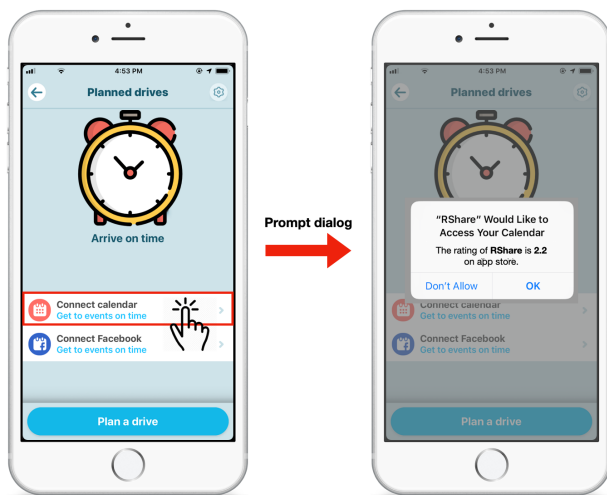 4:53 PM
Planned drives
Arrive on time
Connect calendar
Get to events on time
Connect Facebook
Get to events on time
Plan a drive
Prompt dialog
4:53 PM
Planned drives
“RShare” Would Like to
Access Your Calendar
The rating of RShare is 2.2
on app store.
Don’t Allow
OK
Connect calendar
Get to events on time
Connect Facebook
Get to events on time
Plan a drive